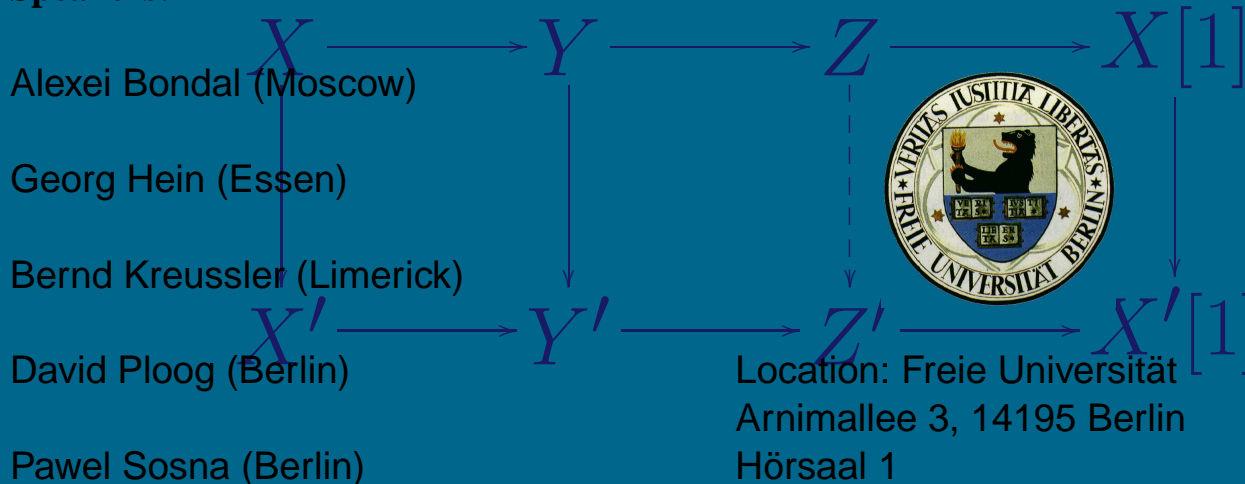 Speakers:
X Y Z X[1]
Alexei Bondal (Moscow)
VERITAS IUSTITIA LIBERTAS
FREIE UNIVERSITÄT BERLIN
Georg Hein (Essen)
Bernd Kreussler (Limerick)
X′ Y′ Z′ X′[1]
David Ploog (Berlin)
Location: Freie Universität
Arnimallee 3, 14195 Berlin
Pawel Sosna (Berlin)
Hörsaal 1